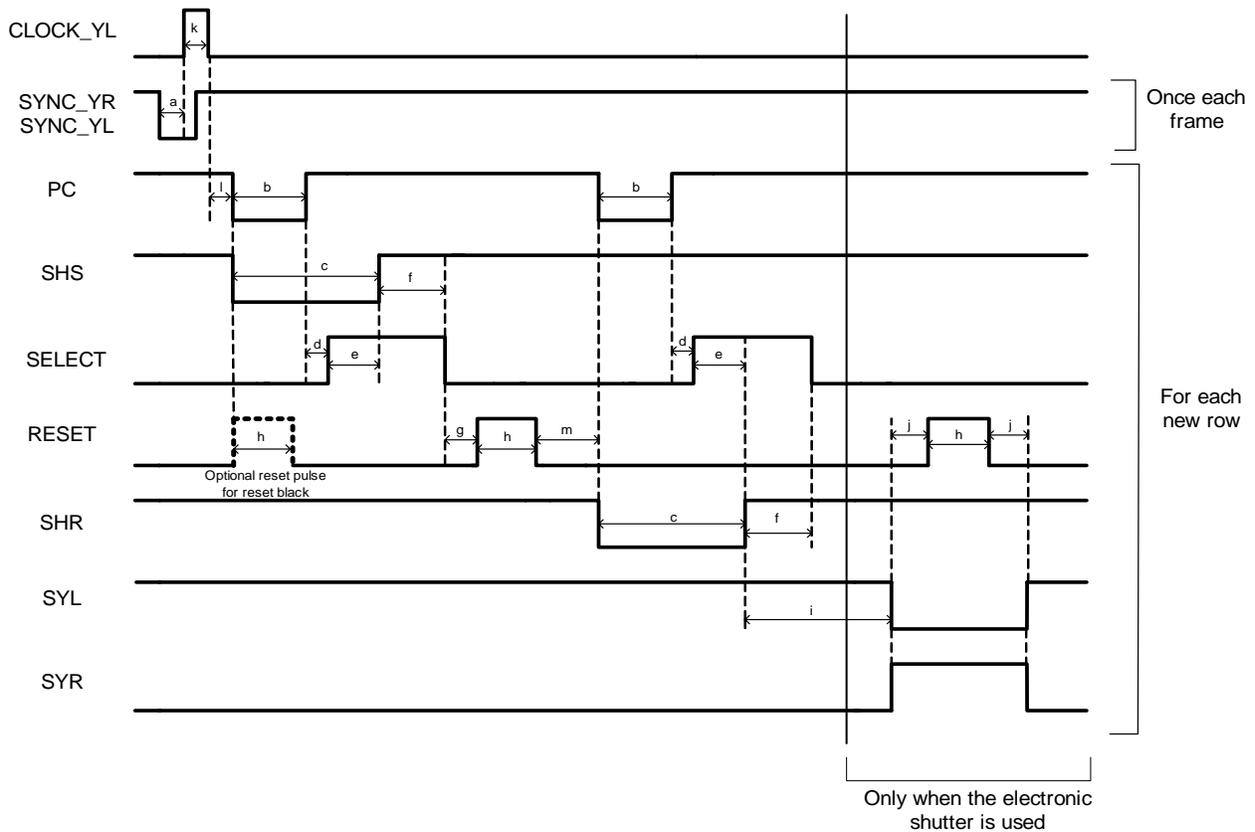 CLOCK_YL
k
SYNC_YR
SYNC_YL
a
Once each
frame
PC
l
b
b
SHS
c
f
SELECT
d
e
d
e
For each
new row
RESET
h
g
h
m
j
h
j
Optional reset pulse
for reset black
SHR
c
f
SYL
i
SYR
Only when the electronic
shutter is used